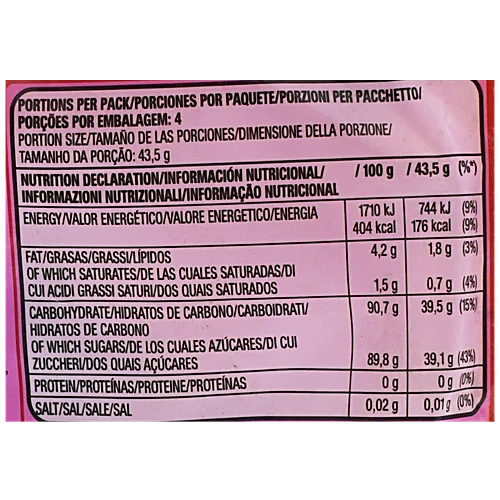 PORTIONS PER PACK/PORCIONES POR PAQUETE/PORZIONI PER PACCHETTO/
PORÇÕES POR EMBALAGEM: 4
PORTION SIZE/TAMAÑO DE LAS PORCIONES/DIMENSIONE DELLA PORZIONE/
TAMANHO DA PORÇÃO: 43,5 g
NUTRITION DECLARATION/INFORMACIÓN NUTRICIONAL/ / 100 g / 43,5 g (%*)
INFORMAZIONI NUTRIZIONALI/INFORMAÇÃO NUTRICIONAL
ENERGY/VALOR ENERGÉTICO/VALORE ENERGETICO/ENERGIA 1710 kJ 744 kJ (9%)
404 kcal 176 kcal (9%)
FAT/GRASAS/GRASSI/LÍPIDOS 4,2 g 1,8 g (3%)
OF WHICH SATURATES/DE LAS CUALES SATURADAS/DI
CUI ACIDI GRASSI SATURI/DOS QUAIS SATURADOS 1,5 g 0,7 g (4%)
CARBOHYDRATE/HIDRATOS DE CARBONO/CARBOIDRATI/ 90,7 g 39,5 g (15%)
HIDRATOS DE CARBONO
OF WHICH SUGARS/DE LOS CUALES AZÚCARES/DI CUI
ZUCCHERI/DOS QUAIS AÇÚCARES 89,8 g 39,1 g (43%)
PROTEIN/PROTEÍNAS/PROTEINE/PROTEÍNAS 0 g 0 g (0%)
SALT/SAL/SALE/SAL 0,02 g 0,01 g (0%)